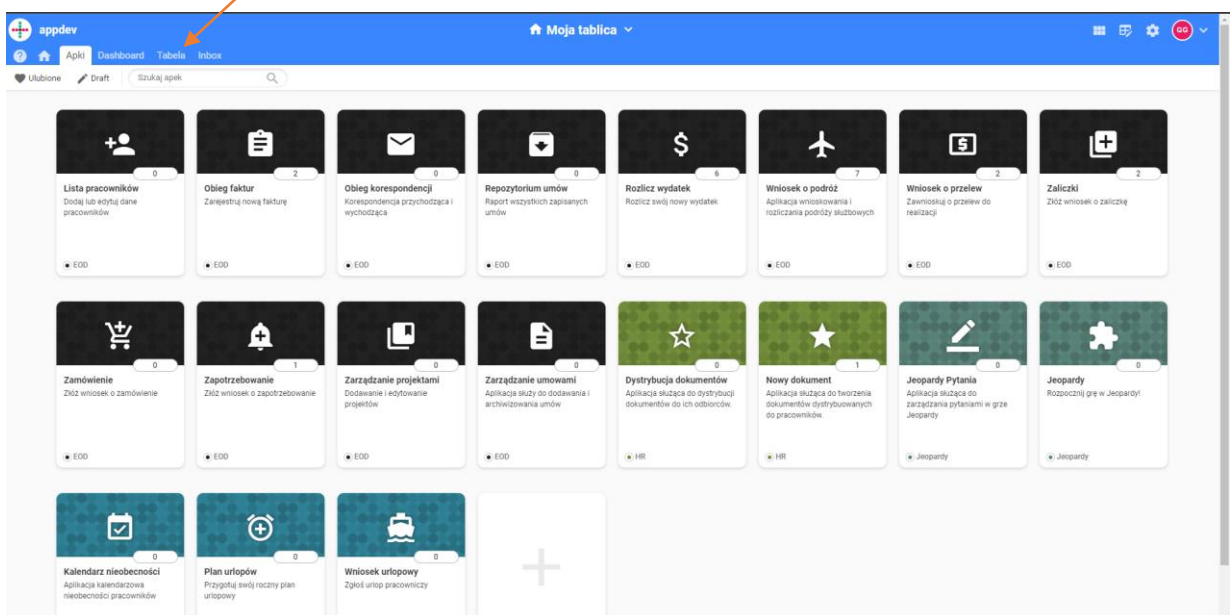 appdev
Moja tablica
GG
Apki Dashboard Tabela Inbox
Ulubione Draft Szukaj apek
0 2 0 0 6 7 2 2
Lista pracowników
Dodaj lub edytuj dane
pracowników
EOD
Obieg faktur
Zarejestruj nową fakturę
EOD
Obieg korespondencji
Korespondencja przychodząca i
wychodząca
EOD
Repozytorium umów
Raport wszystkich zapisanych
umów
EOD
Rozlicz wydatek
Rozlicz swój nowy wydatek
EOD
Wniosek o podróż
Aplikacja wnioskowania i
rozliczania podróży służbowych
EOD
Wniosek o przelew
Zawnioskuj o przelew do
realizacji
EOD
Zaliczki
Złóż wniosek o zaliczkę
EOD
0 1 0 0 0 1 0 0
Zamówienie
Złóż wniosek o zamówienie
EOD
Zapotrzebowanie
Złóż wniosek o zapotrzebowanie
EOD
Zarządzanie projektami
Dodawanie i edytowanie
projektów
EOD
Zarządzanie umowami
Aplikacja służy do dodawania i
archiwizowania umów
EOD
Dystrybucja dokumentów
Aplikacja służąca do dystrybucji
dokumentów do ich odbiorców.
HR
Nowy dokument
Aplikacja służąca do tworzenia
dokumentów dystrybuowanych
do pracowników.
HR
Jeopardy Pytania
Aplikacja służąca do
zarządzania pytaniami w grze
Jeopardy
Jeopardy
Jeopardy
Rozpocznij grę w Jeopardy!
Jeopardy
0 0 0
Kalendarz nieobecności
Aplikacja kalendarzowa
nieobecności pracowników
Plan urlopów
Przygotuj swój roczny plan
urlopowy
Wniosek urlopowy
Zgłoś urlop pracowniczy